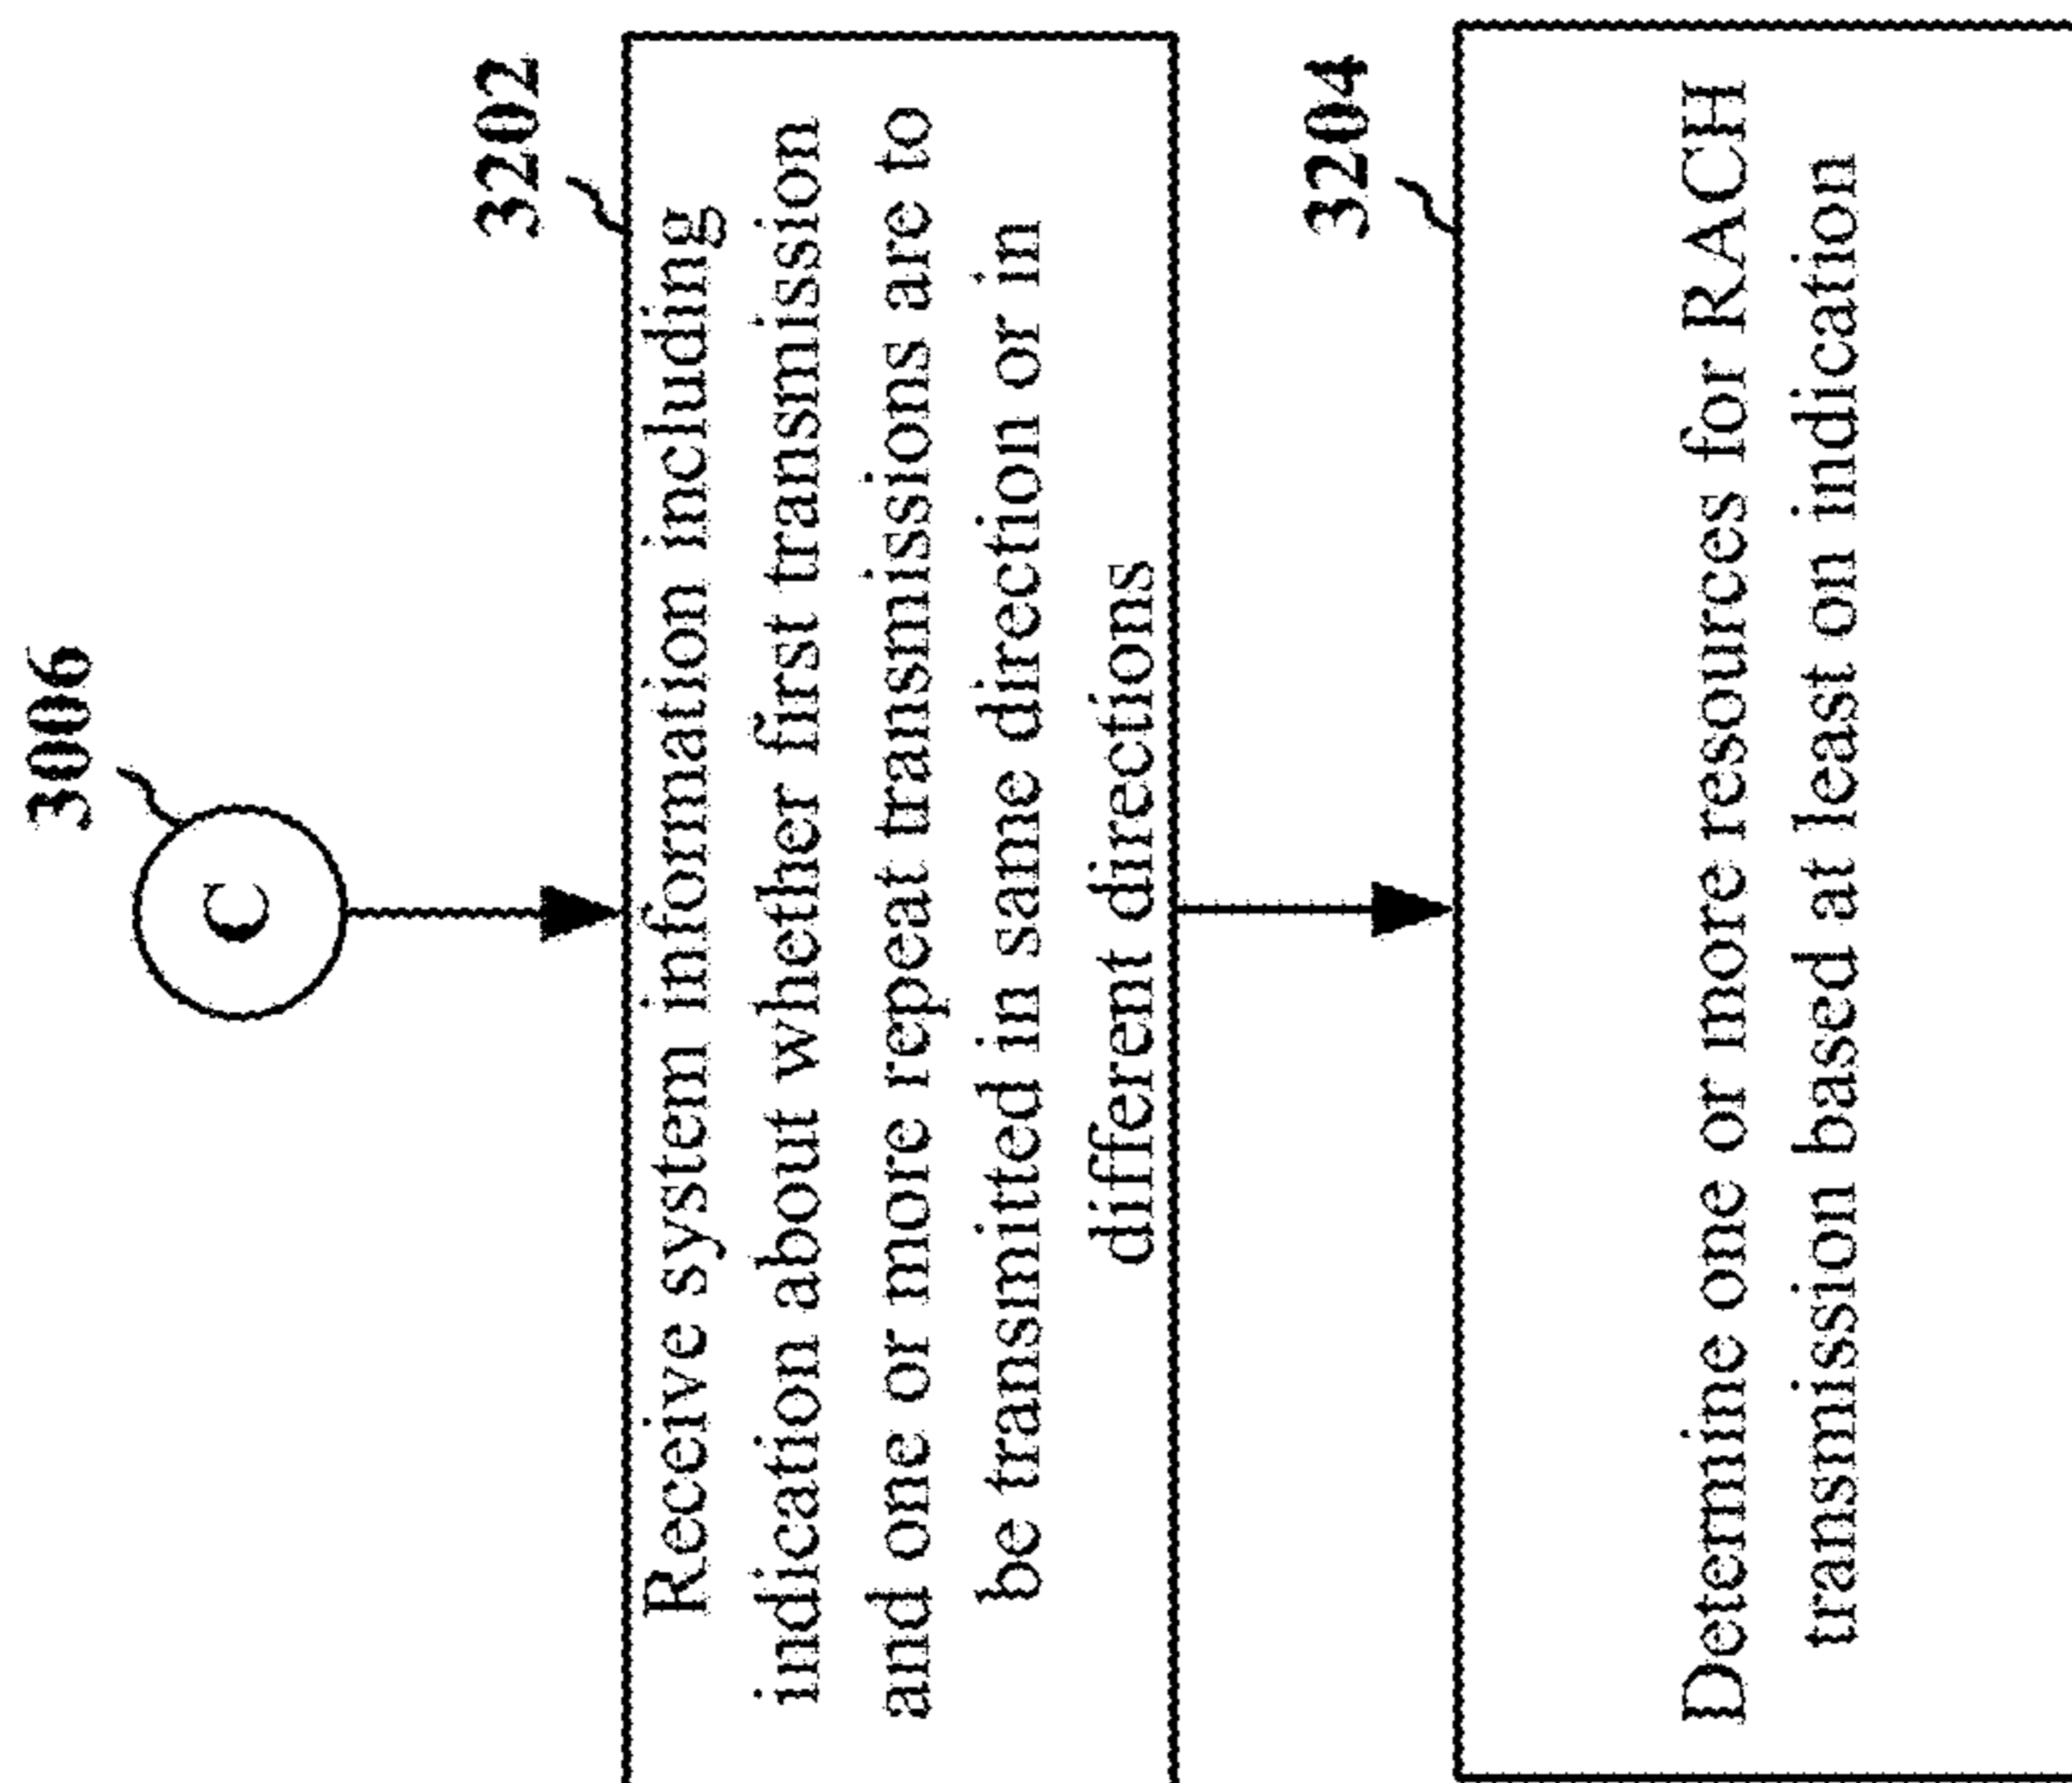 3006
C
3202
Receive system information including
indication about whether first transmission
and one or more repeat transmissions are to
be transmitted in same direction or in
different directions
3204
Determine one or more resources for RACH
transmission based at least on indication